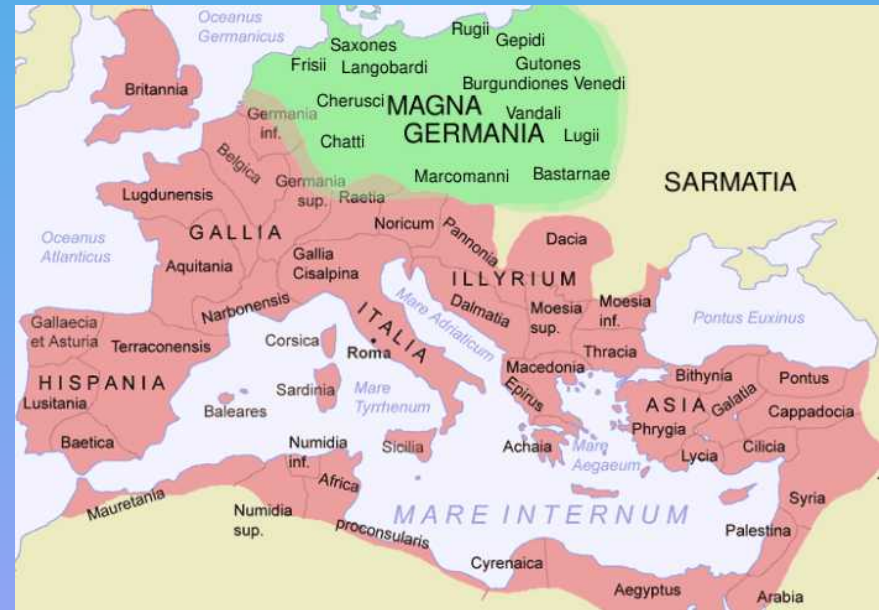 Oceanus
Germanicus
Rugii
Gepidi
Saxones
Frisii
Langobardi
Gutones
Burgundiones
Venedi
Britannia
Cherusci
MAGNA
GERMANIA
Vandali
Lugii
Germania
inf.
Chatti
Belgica
Marcomanni
Bastarnae
SARMATIA
Germania
sup.
Raetia
Lugdunensis
Noricum
Pannonia
Dacia
GALLIA
Oceanus
Atlanticus
Gallia
Cisalpina
Aquitania
ILLYRIUM
Narbonensis
Mare Adriaticum
Dalmatia
Moesia
sup.
Moesia
inf.
Pontus Euxinus
Gallaecia
et Asturia
Terraconensis
Corsica
ITALIA
Roma
Thracia
Macedonia
Bithynia
Pontus
HISPANIA
Sardinia
Mare
Tyrrhenum
Epirus
ASIA
Galatia
Cappadocia
Lusitania
Baleares
Phrygia
Baetica
Numidia
inf.
Sicilia
Achaia
Mare
Aegaeum
Lycia
Cilicia
Africa
Mauretania
Numidia
sup.
proconsularis
MARE INTERNUM
Syria
Palestina
Cyrenaica
Aegyptus
Arabia